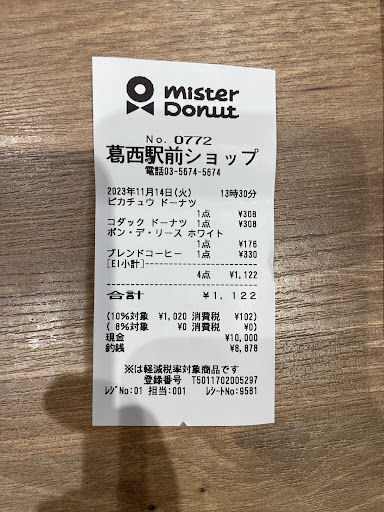 mister
Donut
No. 0772
葛西駅前ショップ
電話03-5674-5674
2023年11月14日(火) 13時30分
ピカチュウ ドーナツ
1点 ¥308
コダック ドーナツ 1点 ¥308
ポン・デ・リース ホワイト
1点 ¥176
ブレンドコーヒー 1点 ¥330
[EI小計]----------------------
4点 ¥1,122
合計 ¥1,122
(10%対象 ¥1,020 消費税 ¥102)
( 8%対象 ¥0 消費税 ¥0)
現金 ¥10,000
釣銭 ¥8,878
※は軽減税率対象商品です
登録番号 T5011702005297
ﾚｼﾞNo:01 担当:001 ﾚｼｰﾄNo:9581